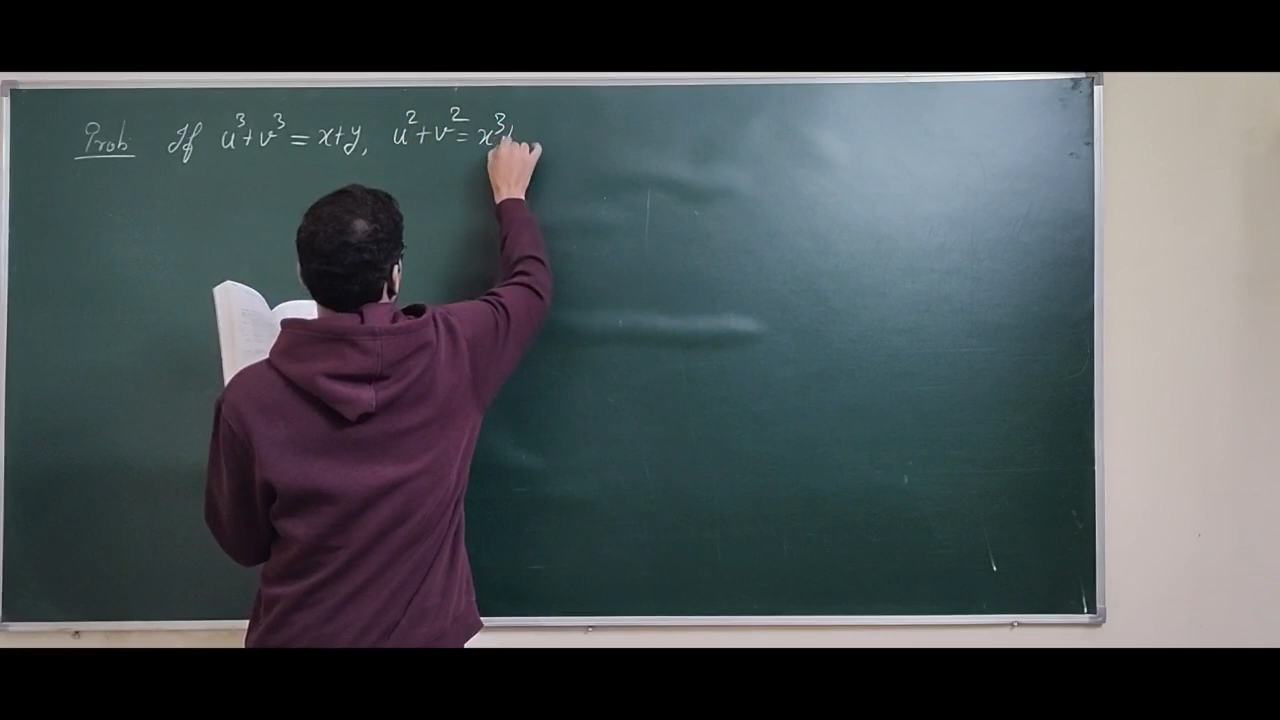 Prob If u³+v³ = x+y, u²+v² = x³